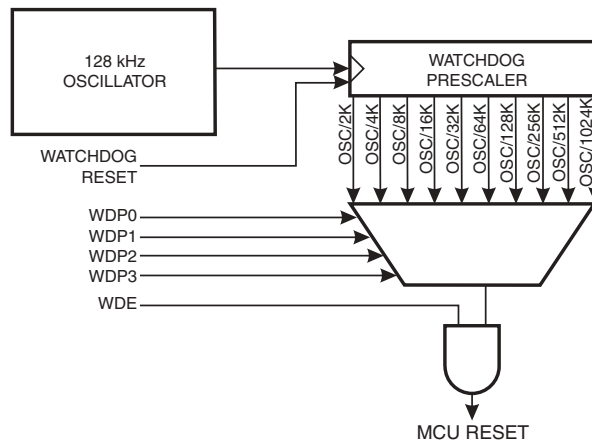 128 kHz
OSCILLATOR
WATCHDOG
PRESCALER
WATCHDOG
RESET
OSC/2K
OSC/4K
OSC/8K
OSC/16K
OSC/32K
OSC/64K
OSC/128K
OSC/256K
OSC/512K
OSC/1024K
WDP0
WDP1
WDP2
WDP3
WDE
MCU RESET